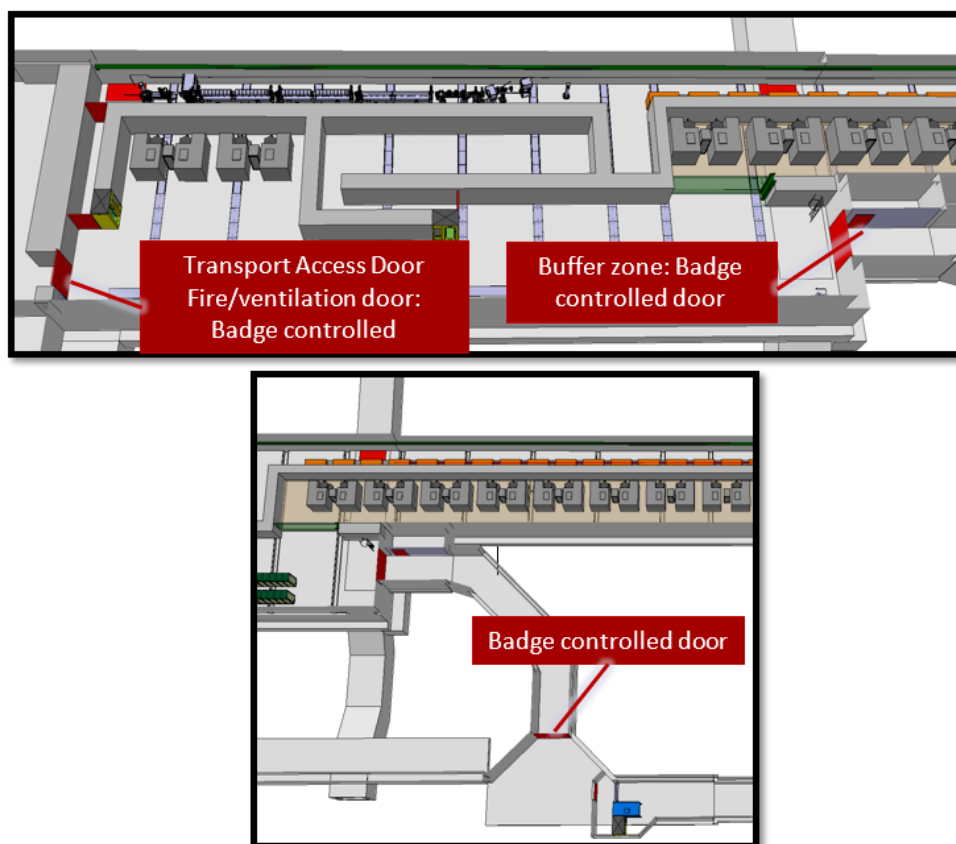 Transport Access Door
Fire/ventilation door:
Badge controlled
Buffer zone: Badge
controlled door
Badge controlled door